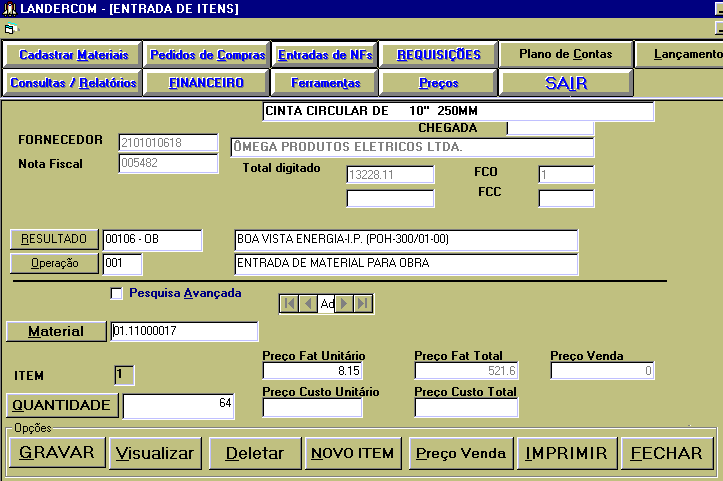 LANDERCOM - [ENTRADA DE ITENS]
Cadastrar Materiais Pedidos de Compras Entradas de NFs REQUISIÇÕES Plano de Contas Lançamento
Consultas / Relatórios FINANCEIRO Ferramentas Preços SAIR
CINTA CIRCULAR DE 10" 250MM
CHEGADA
FORNECEDOR 2101010618 ÔMEGA PRODUTOS ELETRICOS LTDA.
Nota Fiscal 005482 Total digitado 13228.11 FCO 1
FCC
RESULTADO 00106 - OB BOA VISTA ENERGIA-I.P. (POH-300/01-00)
Operação 001 ENTRADA DE MATERIAL PARA OBRA
Pesquisa Avançada Ad
Material 01.11000017
Preço Fat Unitário Preço Fat Total Preço Venda
ITEM 1 8.15 521.6 0
Preço Custo Unitário Preço Custo Total
QUANTIDADE 64
Opções
GRAVAR Visualizar Deletar NOVO ITEM Preço Venda IMPRIMIR FECHAR